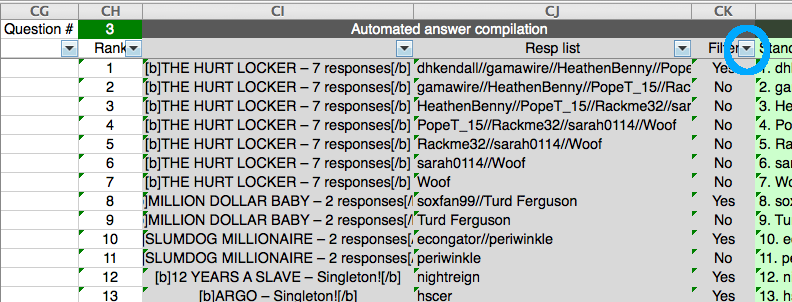 CG CH CI CJ CK
Question # 3 Automated answer compilation
Rank Resp list Filter Stan
1 [b]THE HURT LOCKER – 7 responses[/b] dhkendall//gamawire//HeathenBenny//Pope Yes 1. dh
2 [b]THE HURT LOCKER – 7 responses[/b] gamawire//HeathenBenny//PopeT_15//Rac No 2. ga
3 [b]THE HURT LOCKER – 7 responses[/b] HeathenBenny//PopeT_15//Rackme32//sar No 3. He
4 [b]THE HURT LOCKER – 7 responses[/b] PopeT_15//Rackme32//sarah0114//Woof No 4. Po
5 [b]THE HURT LOCKER – 7 responses[/b] Rackme32//sarah0114//Woof No 5. Ra
6 [b]THE HURT LOCKER – 7 responses[/b] sarah0114//Woof No 6. sa
7 [b]THE HURT LOCKER – 7 responses[/b] Woof No 7. Wo
8 ]MILLION DOLLAR BABY – 2 responses[/ soxfan99//Turd Ferguson Yes 8. sox
9 ]MILLION DOLLAR BABY – 2 responses[/ Turd Ferguson No 9. Tu
10 SLUMDOG MILLIONAIRE – 2 responses[/ econgator//periwinkle Yes 10. ec
11 SLUMDOG MILLIONAIRE – 2 responses[/ periwinkle No 11. pe
12 [b]12 YEARS A SLAVE – Singleton![/b] nightreign Yes 12. n
13 [b]ARGO – Singleton![/b] hscer Yes 13. hs